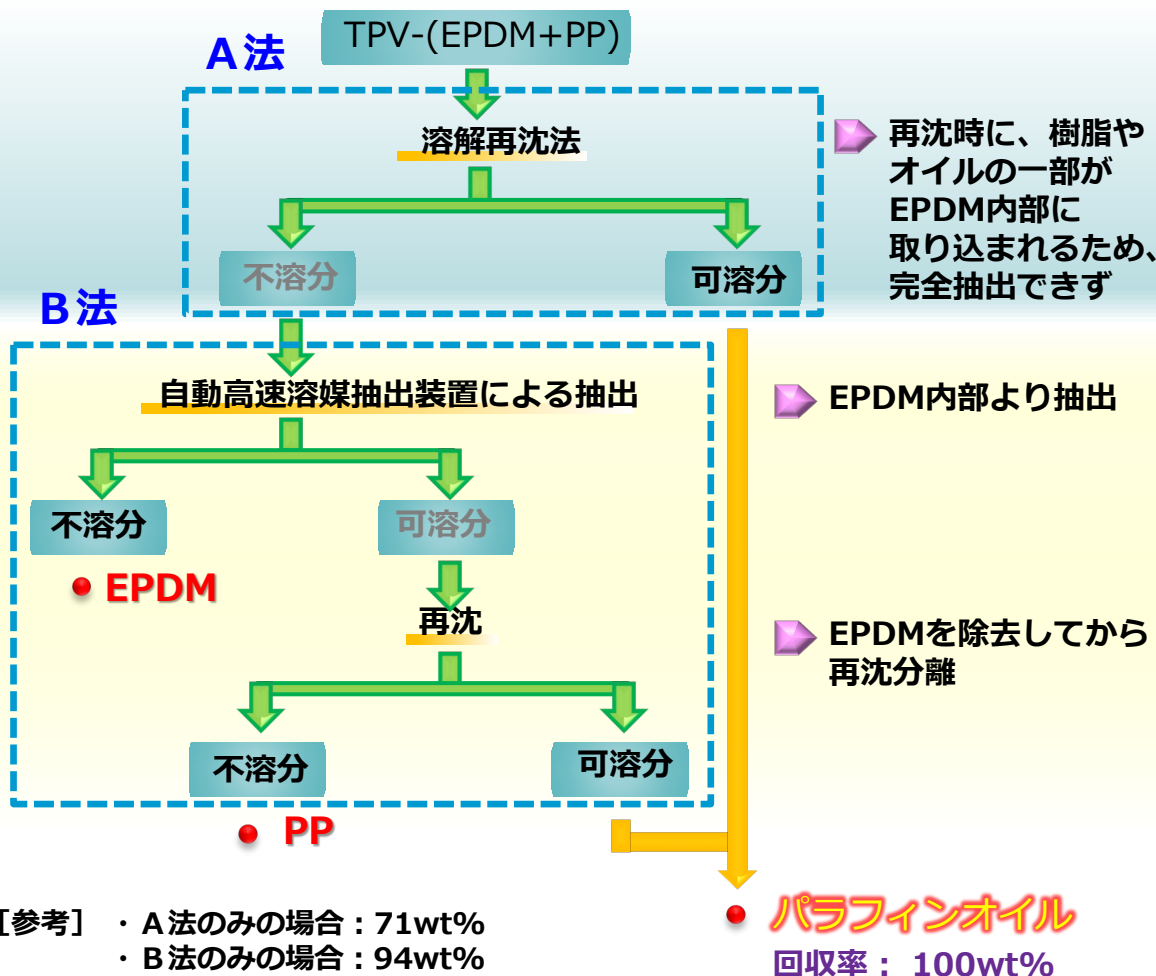 TPV-(EPDM+PP)
A法
溶解再沈法
不溶分
可溶分
再沈時に、樹脂や
オイルの一部が
EPDM内部に
取り込まれるため、
完全抽出できず
B法
自動高速溶媒抽出装置による抽出
EPDM内部より抽出
不溶分
可溶分
EPDM
再沈
EPDMを除去してから
再沈分離
不溶分
可溶分
PP
［参考］ ・A法のみの場合：71wt%
・B法のみの場合：94wt%
パラフィンオイル
回収率： 100wt%